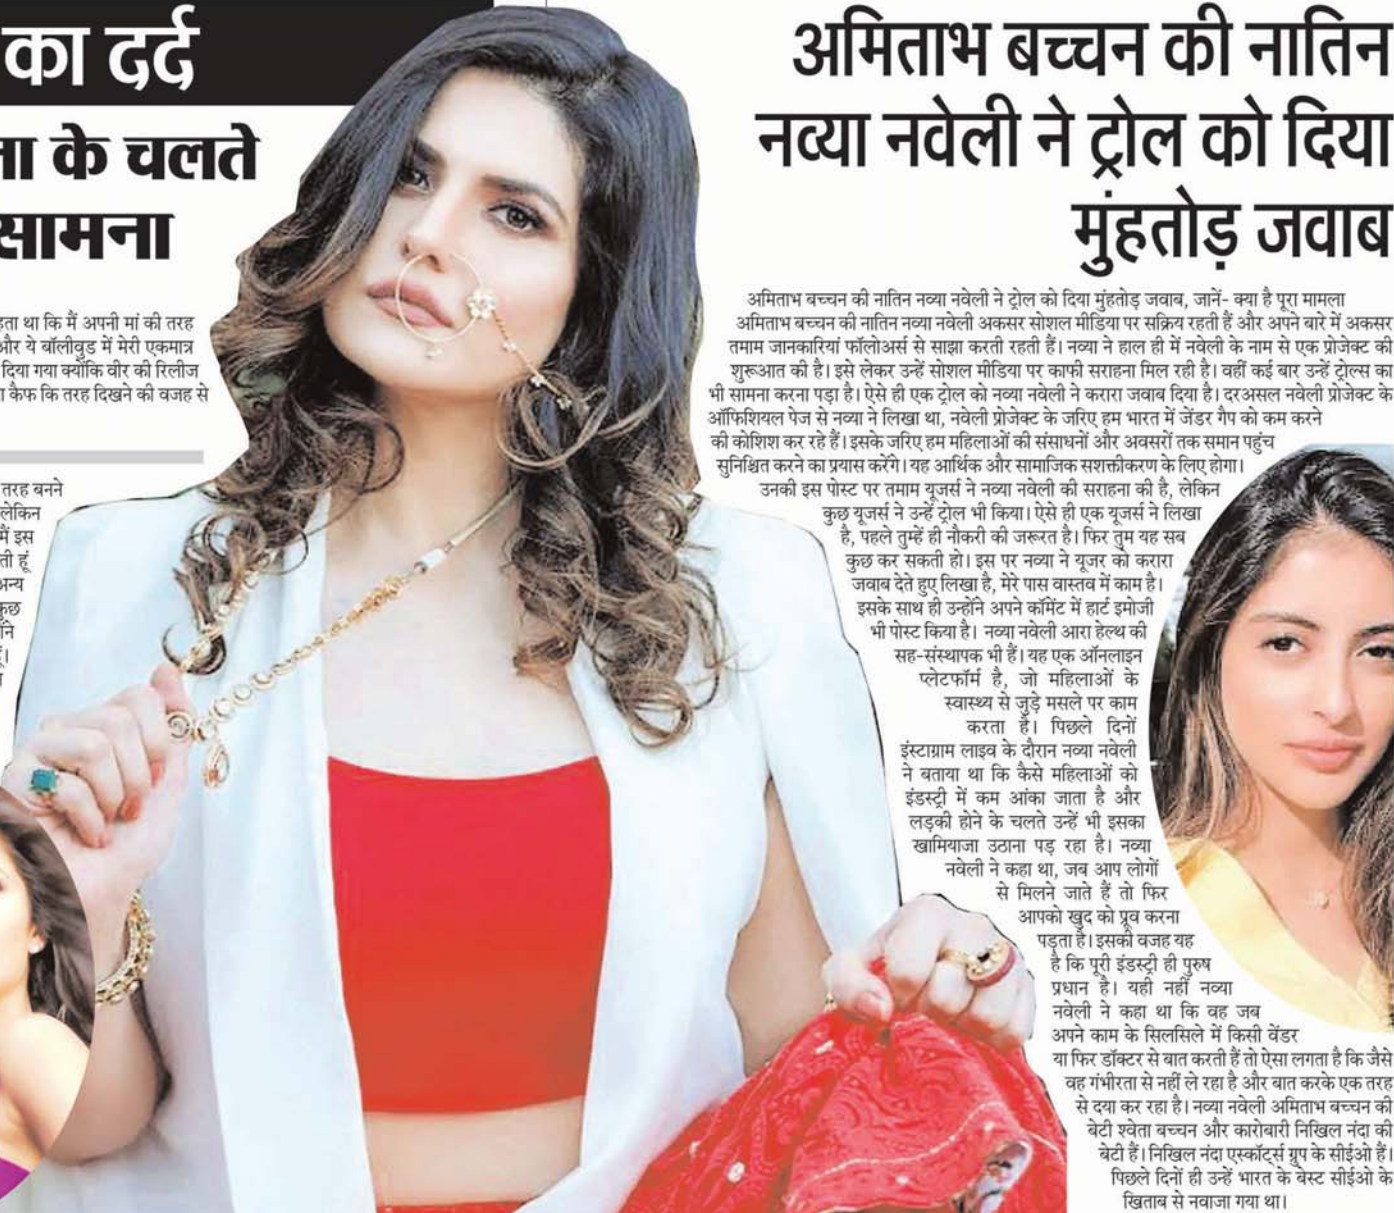 का दर्द
के चलते
सामना
था कि मैं अपनी मां की तरह
और ये बॉलीवुड में मेरी एकमात्र
दिया गया क्योंकि वीर की रिलीज
कैफ कि तरह दिखने की वजह से
तरह बनने
लेकिन
मैं इस
हूं
अन्य
कुछ
अमिताभ बच्चन की नातिन
नव्या नवेली ने ट्रोल को दिया
मुंहतोड़ जवाब
अमिताभ बच्चन की नातिन नव्या नवेली ने ट्रोल को दिया मुंहतोड़ जवाब, जानें- क्या है पूरा मामला
अमिताभ बच्चन की नातिन नव्या नवेली अकसर सोशल मीडिया पर सक्रिय रहती हैं और अपने बारे में अकसर
तमाम जानकारियां फॉलोअर्स से साझा करती रहती हैं। नव्या ने हाल ही में नवेली के नाम से एक प्रोजेक्ट की
शुरूआत की है। इसे लेकर उन्हें सोशल मीडिया पर काफी सराहना मिल रही है। वहीं कई बार उन्हें ट्रोल्स का
भी सामना करना पड़ा है। ऐसे ही एक ट्रोल को नव्या नवेली ने करारा जवाब दिया है। दरअसल नवेली प्रोजेक्ट के
ऑफिशियल पेज से नव्या ने लिखा था, नवेली प्रोजेक्ट के जरिए हम भारत में जेंडर गैप को कम करने
की कोशिश कर रहे हैं। इसके जरिए हम महिलाओं की संसाधनों और अवसरों तक समान पहुंच
सुनिश्चित करने का प्रयास करेंगे। यह आर्थिक और सामाजिक सशक्तीकरण के लिए होगा।
उनकी इस पोस्ट पर तमाम यूजर्स ने नव्या नवेली की सराहना की है, लेकिन
कुछ यूजर्स ने उन्हें ट्रोल भी किया। ऐसे ही एक यूजर्स ने लिखा
है, पहले तुम्हें ही नौकरी की जरूरत है। फिर तुम यह सब
कुछ कर सकती हो। इस पर नव्या ने यूजर को करारा
जवाब देते हुए लिखा है, मेरे पास वास्तव में काम है।
इसके साथ ही उन्होंने अपने कॉमेंट में हार्ट इमोजी
भी पोस्ट किया है। नव्या नवेली आरा हेल्थ की
सह-संस्थापक भी हैं। यह एक ऑनलाइन
प्लेटफॉर्म है, जो महिलाओं के
स्वास्थ्य से जुड़े मसले पर काम
करता है। पिछले दिनों
इंस्टाग्राम लाइव के दौरान नव्या नवेली
ने बताया था कि कैसे महिलाओं को
इंडस्ट्री में कम आंका जाता है और
लड़की होने के चलते उन्हें भी इसका
खामियाजा उठाना पड़ रहा है। नव्या
नवेली ने कहा था, जब आप लोगों
से मिलने जाते हैं तो फिर
आपको खुद को प्रूव करना
पड़ता है। इसकी वजह यह
है कि पूरी इंडस्ट्री ही पुरुष
प्रधान है। यही नहीं नव्या
नवेली ने कहा था कि वह जब
अपने काम के सिलसिले में किसी वेंडर
या फिर डॉक्टर से बात करती हैं तो ऐसा लगता है कि जैसे
वह गंभीरता से नहीं ले रहा है और बात करके एक तरह
से दया कर रहा है। नव्या नवेली अमिताभ बच्चन की
बेटी श्वेता बच्चन और कारोबारी निखिल नंदा की
बेटी हैं। निखिल नंदा एस्कॉर्ट्स ग्रुप के सीईओ हैं।
पिछले दिनों ही उन्हें भारत के बेस्ट सीईओ के
खिताब से नवाजा गया था।